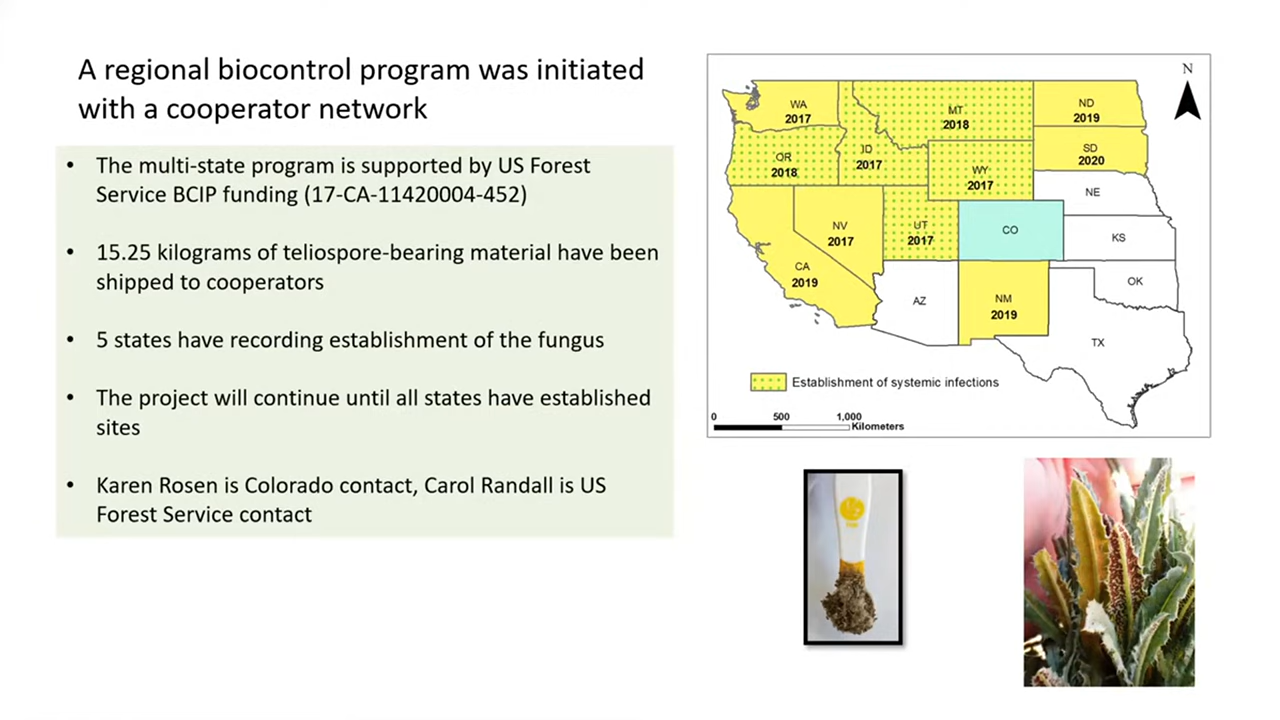 A regional biocontrol program was initiated
with a cooperator network
• The multi-state program is supported by US Forest
Service BCIP funding (17-CA-11420004-452)
• 15.25 kilograms of teliospore-bearing material have been
shipped to cooperators
• 5 states have recording establishment of the fungus
• The project will continue until all states have established
sites
• Karen Rosen is Colorado contact, Carol Randall is US
Forest Service contact
N
WA
2017
MT
2018
ND
2019
OR
2018
ID
2017
WY
2017
SD
2020
NE
NV
2017
UT
2017
CO
KS
CA
2019
AZ
NM
2019
OK
TX
Establishment of systemic infections
0 500 1,000
Kilometers